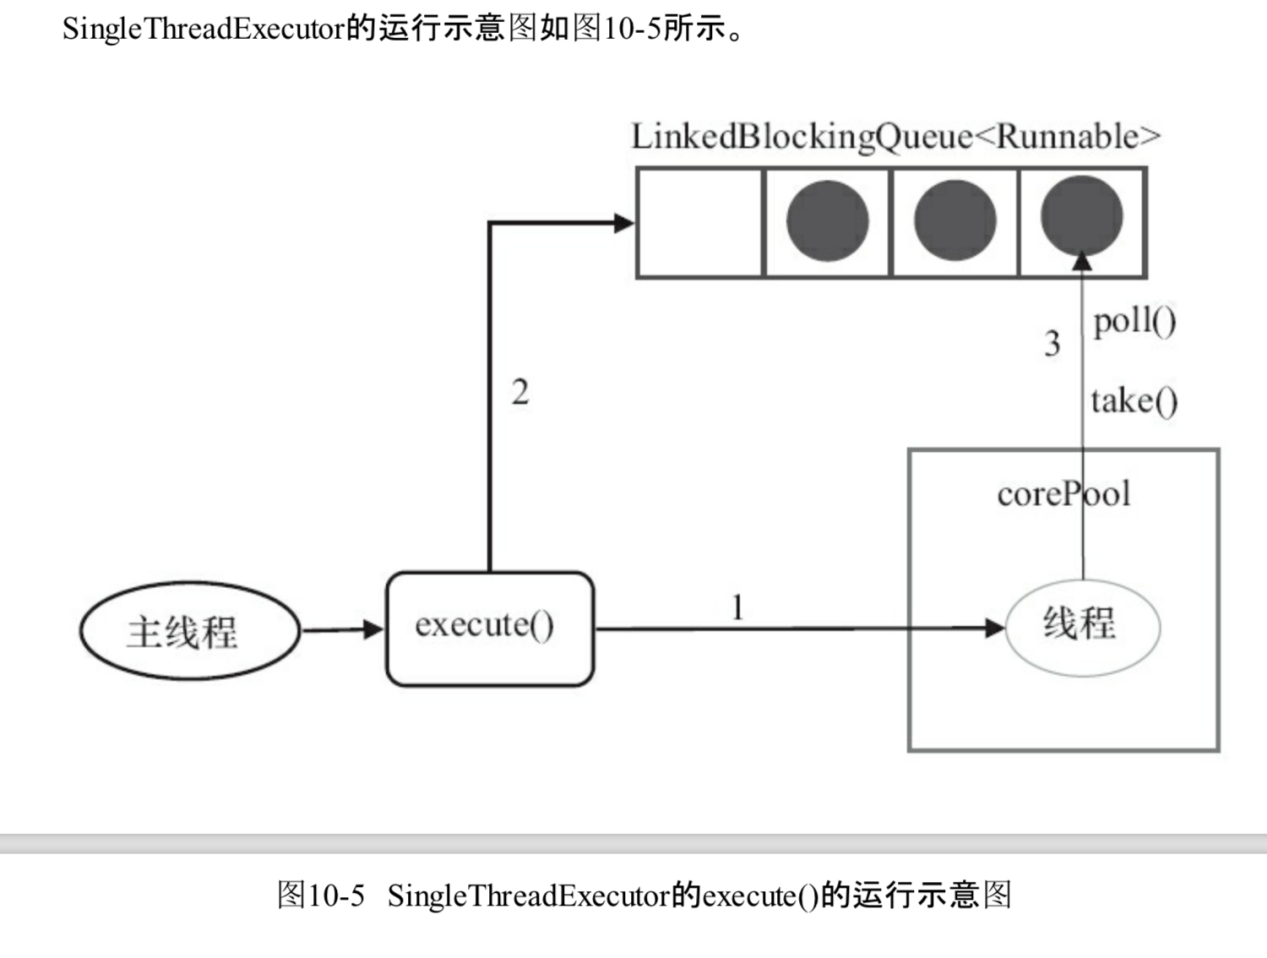 SingleThreadExecutor的运行示意图如图10-5所示。
LinkedBlockingQueue<Runnable>
poll()
3
2
take()
corePool
1
主线程
execute()
线程
图10-5 SingleThreadExecutor的execute()的运行示意图